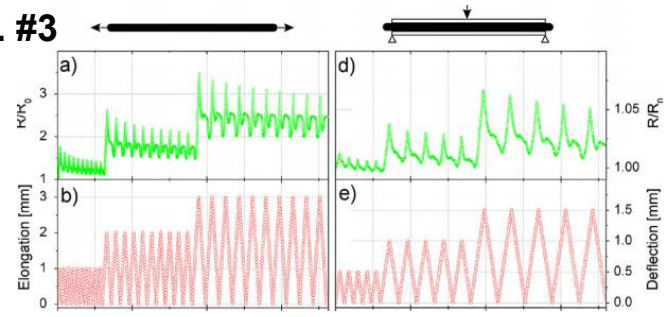 . #3
a)
d)
R/R0
3
2
1
R/R0
1.05
1.00
b)
e)
Elongation [mm]
3
2
1
0
Deflection [mm]
1.5
1.0
0.5
0.0